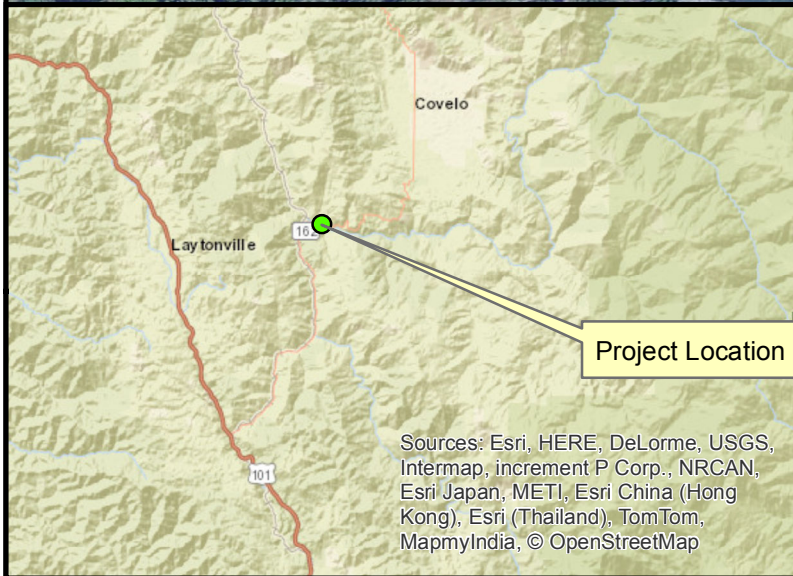 Covelo
162
Laytonville
Project Location
101
Sources: Esri, HERE, DeLorme, USGS,
Intermap, increment P Corp., NRCAN,
Esri Japan, METI, Esri China (Hong
Kong), Esri (Thailand), TomTom,
MapmyIndia, © OpenStreetMap